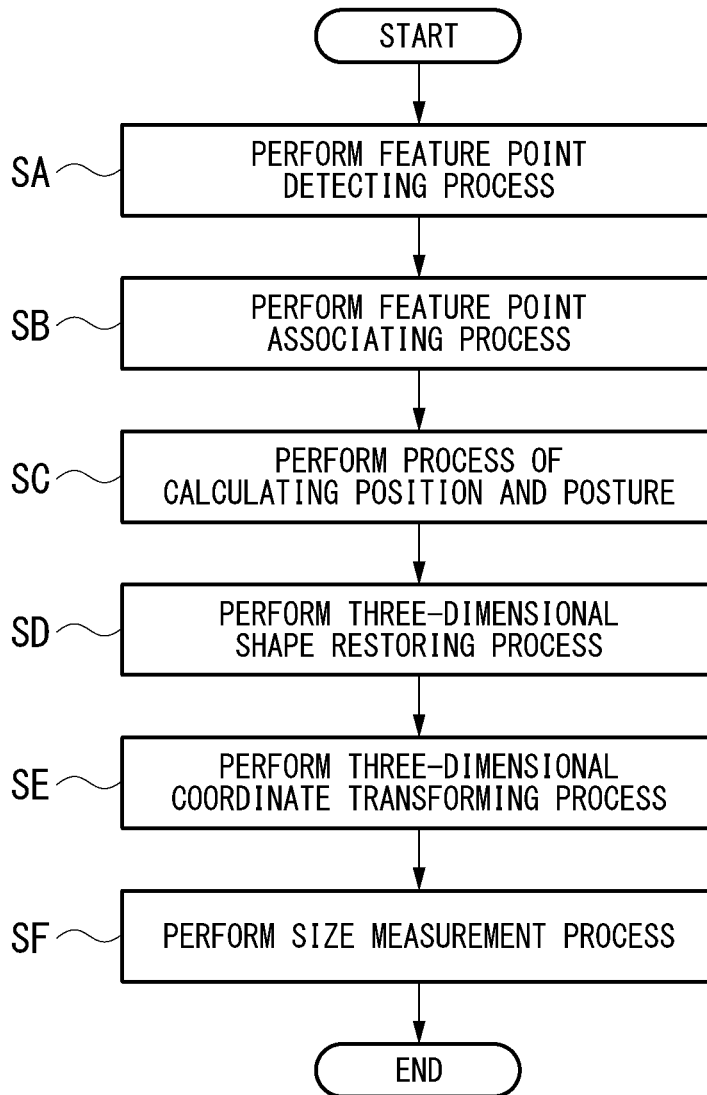 START
SA
PERFORM FEATURE POINT
DETECTING PROCESS
SB
PERFORM FEATURE POINT
ASSOCIATING PROCESS
SC
PERFORM PROCESS OF
CALCULATING POSITION AND POSTURE
SD
PERFORM THREE-DIMENSIONAL
SHAPE RESTORING PROCESS
SE
PERFORM THREE-DIMENSIONAL
COORDINATE TRANSFORMING PROCESS
SF
PERFORM SIZE MEASUREMENT PROCESS
END